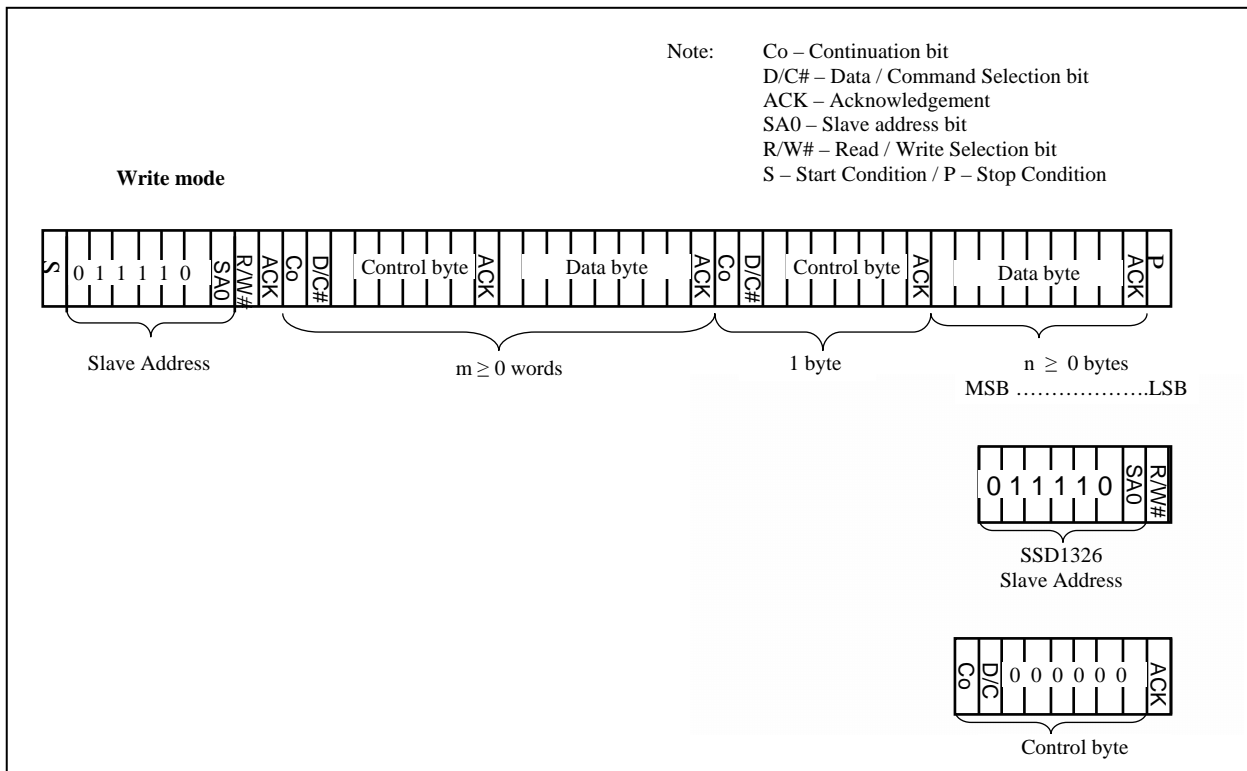 Note: Co – Continuation bit
D/C# – Data / Command Selection bit
ACK – Acknowledgement
SA0 – Slave address bit
R/W# – Read / Write Selection bit
S – Start Condition / P – Stop Condition
Write mode
S 0 1 1 1 1 0 SA0 R/W# ACK Co D/C# Control byte ACK Data byte ACK Co D/C# Control byte ACK Data byte ACK P
Slave Address m ≥ 0 words 1 byte n ≥ 0 bytes
MSB ………………….LSB
0 1 1 1 1 0 SA0 R/W#
SSD1326
Slave Address
Co D/C 0 0 0 0 0 0 ACK
Control byte